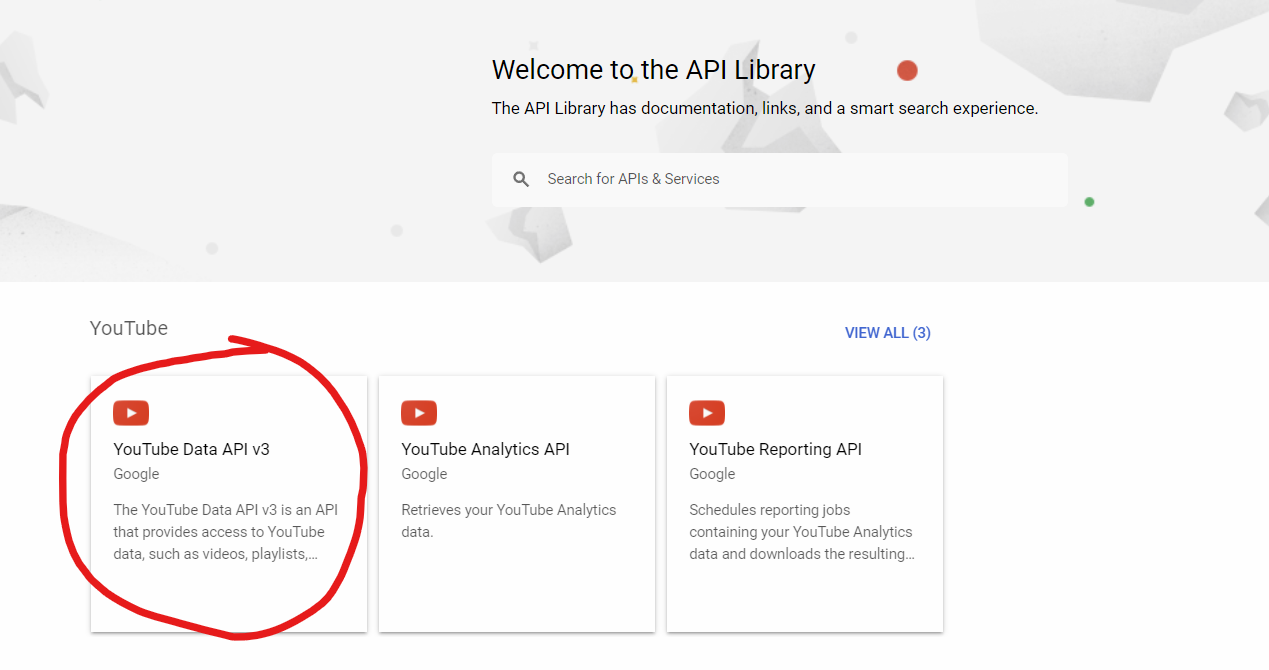 Welcome to the API Library
The API Library has documentation, links, and a smart search experience.
Search for APIs & Services
YouTube
VIEW ALL (3)
YouTube Data API v3
Google
The YouTube Data API v3 is an API
that provides access to YouTube
data, such as videos, playlists,...
YouTube Analytics API
Google
Retrieves your YouTube Analytics
data.
YouTube Reporting API
Google
Schedules reporting jobs
containing your YouTube Analytics
data and downloads the resulting...